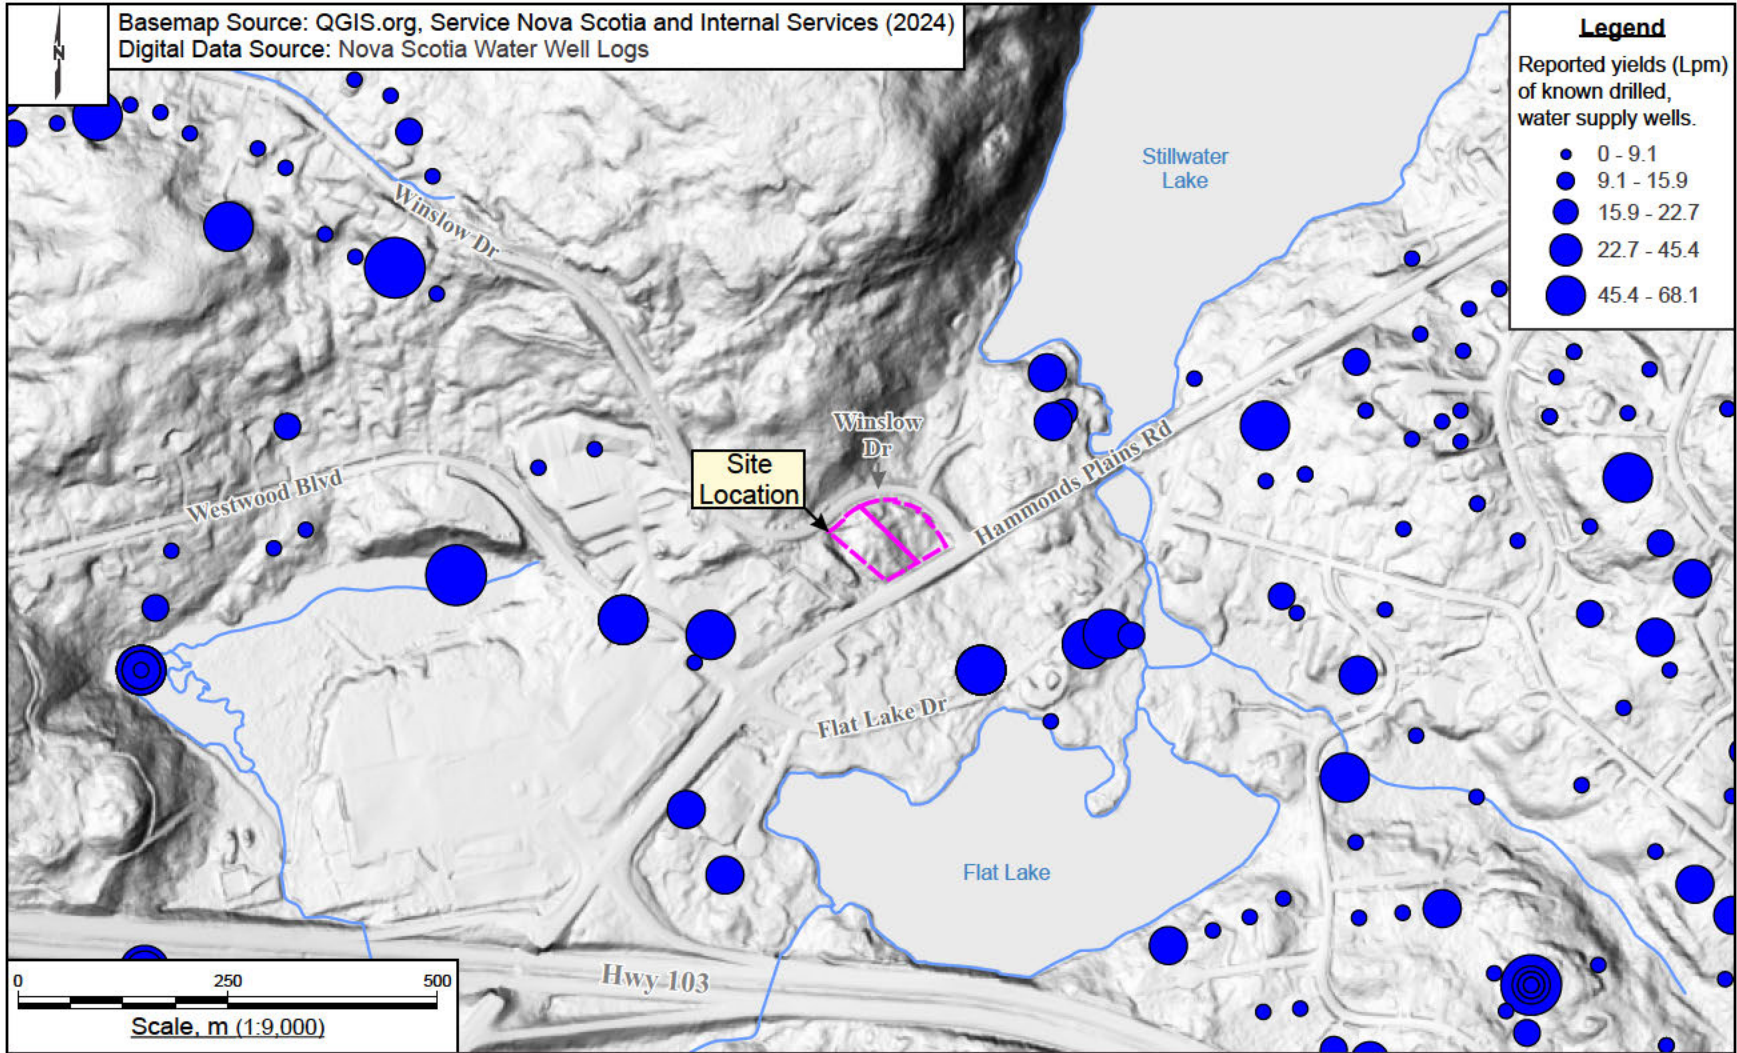 N
Basemap Source: QGIS.org, Service Nova Scotia and Internal Services (2024)
Digital Data Source: Nova Scotia Water Well Logs
Legend
Reported yields (Lpm)
of known drilled,
water supply wells.
0 - 9.1
9.1 - 15.9
15.9 - 22.7
22.7 - 45.4
45.4 - 68.1
Stillwater
Lake
Winslow Dr
Winslow
Dr
Site
Location
Hammonds Plains Rd
Westwood Blvd
Flat Lake Dr
Flat Lake
Hwy 103
0 250 500
Scale, m (1:9,000)